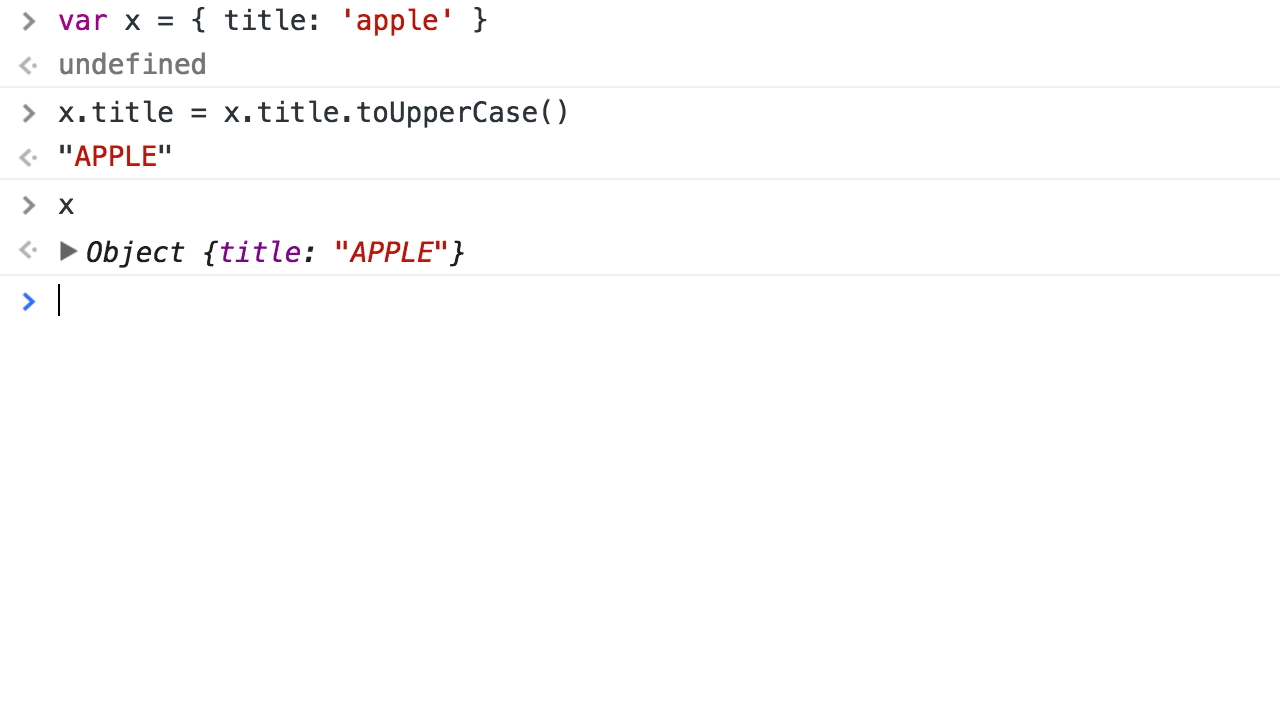 var x = { title: 'apple' }
undefined
x.title = x.title.toUpperCase()
"APPLE"
x
Object {title: "APPLE"}